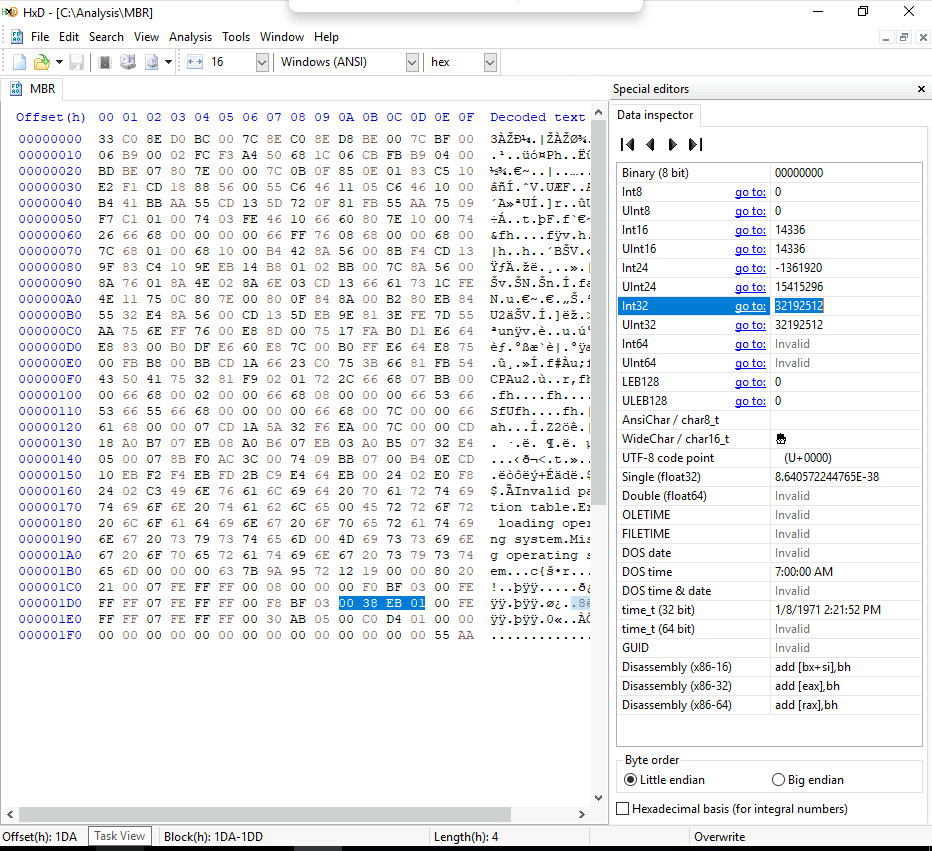 HxD - [C:\Analysis\MBR]
File Edit Search View Analysis Tools Window Help
16 Windows (ANSI) hex
MBR
Special editors
Data inspector
Offset(h) 00 01 02 03 04 05 06 07 08 09 0A 0B 0C 0D 0E 0F Decoded text
00000000 33 C0 8E D0 BC 00 7C 8E C0 8E D8 BE 00 7C BF 00 3ÀŽÐ¼.|ŽÀŽØ¾.
00000010 06 B9 00 02 FC F3 A4 50 68 1C 06 CB FB B9 04 00 .¹..üó¤Ph..Ëû
00000020 BD BE 07 80 7E 00 00 7C 0B 0F 85 0E 01 83 C5 10 ½¾.€~..|..…..
00000030 E2 F1 CD 18 88 56 00 55 C6 46 11 05 C6 46 10 00 âñÍ.ˆV.UÆF..Æ
00000040 B4 41 BB AA 55 CD 13 5D 72 0F 81 FB 55 AA 75 09 ´A»ªUÍ.]r..ûU
00000050 F7 C1 01 00 74 03 FE 46 10 66 60 80 7E 10 00 74 ÷Á..t.þF.f`€~
00000060 26 66 68 00 00 00 00 66 FF 76 08 68 00 00 68 00 &fh....fÿv.h.
00000070 7C 68 01 00 68 10 00 B4 42 8A 56 00 8B F4 CD 13 |h..h..´BŠV.‹
00000080 9F 83 C4 10 9E EB 14 B8 01 02 BB 00 7C 8A 56 00 ŸƒÄ.žë.¸..».|
00000090 8A 76 01 8A 4E 02 8A 6E 03 CD 13 66 61 73 1C FE Šv.ŠN.Šn.Í.fa
000000A0 4E 11 75 0C 80 7E 00 80 0F 84 8A 00 B2 80 EB 84 N.u.€~.€.„Š.²
000000B0 55 32 E4 8A 56 00 CD 13 5D EB 9E 81 3E FE 7D 55 U2äŠV.Í.]ëž.>
000000C0 AA 75 6E FF 76 00 E8 8D 00 75 17 FA B0 D1 E6 64 ªunÿv.è..u.ú°
000000D0 E8 83 00 B0 DF E6 60 E8 7C 00 B0 FF E6 64 E8 75 èƒ.°ßæ`è|.°ÿæ
000000E0 00 FB B8 00 BB CD 1A 66 23 C0 75 3B 66 81 FB 54 .û¸.»Í.f#Àu;f
000000F0 43 50 41 75 32 81 F9 02 01 72 2C 66 68 07 BB 00 CPAu2.ù..r,fh
00000100 00 66 68 00 02 00 00 66 68 08 00 00 00 66 53 66 .fh....fh....
00000110 53 66 55 66 68 00 00 00 00 66 68 00 7C 00 00 66 SfUfh....fh.|
00000120 61 68 00 00 07 CD 1A 5A 32 F6 EA 00 7C 00 00 CD ah...Í.Z2öê.|
00000130 18 A0 B7 07 EB 08 A0 B6 07 EB 03 A0 B5 07 32 E4 . ·.ë. ¶.ë. µ
00000140 05 00 07 8B F0 AC 3C 00 74 09 BB 07 00 B4 0E CD ...‹ð¬<.t.»..
00000150 10 EB F2 F4 EB FD 2B C9 E4 64 EB 00 24 02 E0 F8 .ëòôëý+Éädë.$
00000160 24 02 C3 49 6E 76 61 6C 69 64 20 70 61 72 74 69 $.ÃInvalid pa
00000170 74 69 6F 6E 20 74 61 62 6C 65 00 45 72 72 6F 72 tion table.Er
00000180 20 6C 6F 61 64 69 6E 67 20 6F 70 65 72 61 74 69 loading oper
00000190 6E 67 20 73 79 73 74 65 6D 00 4D 69 73 73 69 6E ng system.Mis
000001A0 67 20 6F 70 65 72 61 74 69 6E 67 20 73 79 73 74 g operating s
000001B0 65 6D 00 00 00 63 7B 9A 95 72 12 19 00 00 80 20 em...c{š•r...
000001C0 21 00 07 FE FF FF 00 08 00 00 00 F0 BF 03 00 FE !..þÿÿ.....ð¿
000001D0 FF FF 07 FE FF FF 00 F8 BF 03 00 38 EB 01 00 FE ÿÿ.þÿÿ.ø¿..8ë
000001E0 FF FF 07 FE FF FF 00 30 AB 05 00 C0 D4 01 00 00 ÿÿ.þÿÿ.0«..ÀÔ
000001F0 00 00 00 00 00 00 00 00 00 00 00 00 00 00 55 AA .............
Binary (8 bit) 00000000
Int8 go to: 0
UInt8 go to: 0
Int16 go to: 14336
UInt16 go to: 14336
Int24 go to: -1361920
UInt24 go to: 15415296
Int32 go to: 32192512
UInt32 go to: 32192512
Int64 go to: Invalid
UInt64 go to: Invalid
LEB128 go to: 0
ULEB128 go to: 0
AnsiChar / char8_t
WideChar / char16_t
UTF-8 code point (U+0000)
Single (float32) 8.640572244765E-38
Double (float64) Invalid
OLETIME Invalid
FILETIME Invalid
DOS date Invalid
DOS time 7:00:00 AM
DOS time & date Invalid
time_t (32 bit) 1/8/1971 2:21:52 PM
time_t (64 bit) Invalid
GUID Invalid
Disassembly (x86-16) add [bx+si],bh
Disassembly (x86-32) add [eax],bh
Disassembly (x86-64) add [rax],bh
Byte order
Little endian Big endian
Hexadecimal basis (for integral numbers)
Offset(h): 1DA Task View Block(h): 1DA-1DD Length(h): 4 Overwrite